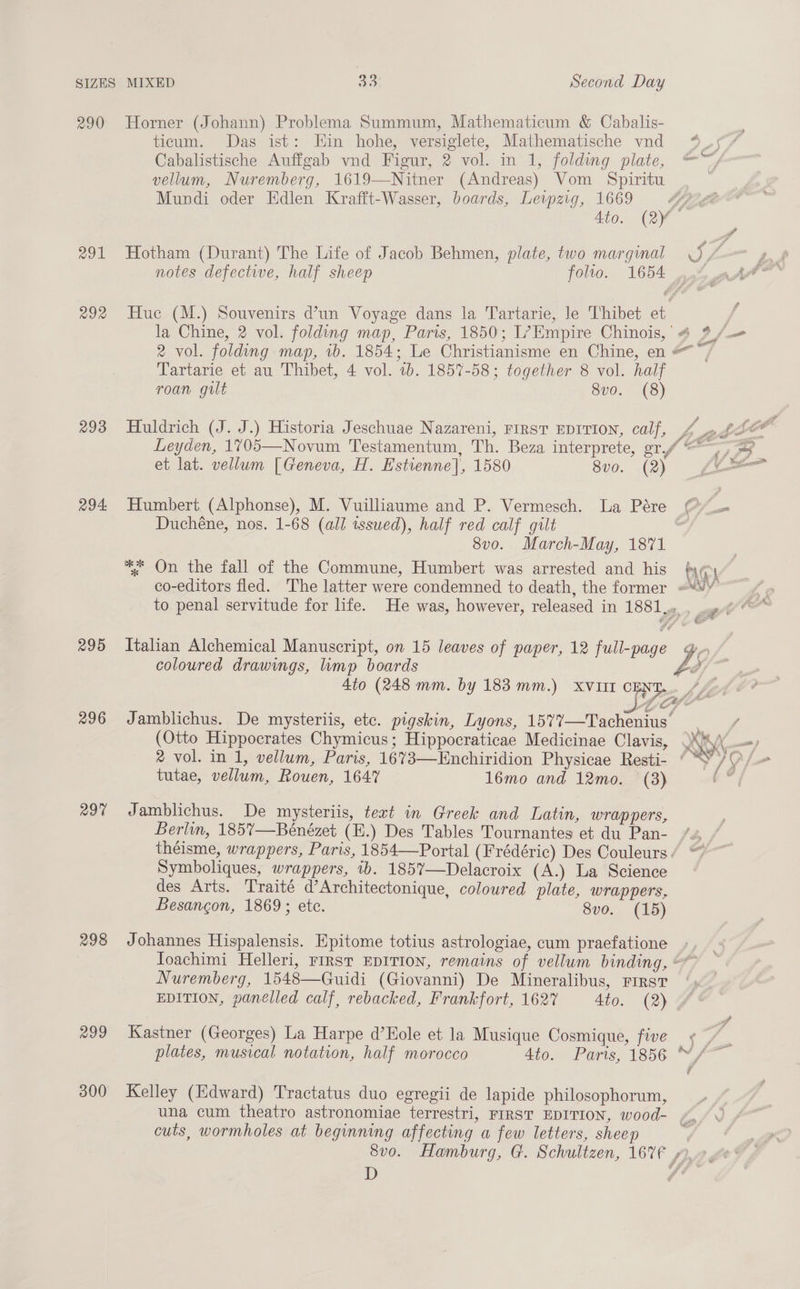 SIZES MIXED 33 Second Day
290 Horner (Johann) Problema Summum, Mathematicum & Cabalis-
ticum. Das ist: Ein hohe, versiglete, Mathematische vnd
Cabalistische Auffgab vnd Figur, 2 vol. in 1, folding plate,
vellum, Nuremberg, 1619—Nitner (Andreas) Vom Spiritu
Mundi oder Edlen Krafft-Wasser, boards, Leipzig, 1669
4to. (2)
291 Hotham (Durant) The Life of Jacob Behmen, plate, two marginal
notes defective, half sheep folio. 1654
292 Huc (M.) Souvenirs d'un Voyage dans la Tartarie, le Thibet et
la Chine, 2 vol. folding map, Paris, 1850; L'Empire Chinois,
2 vol. folding map, ib. 1854; Le Christianisme en Chine, en
Tartarie et au Thibet, 4 vol. ib. 1857-58; together 8 vol. half
roan gilt 8vo. (8)
293 Huldrich (J. J.) Historia Jeschuae Nazareni, FIRST EDITION, calf,
Leyden, 1705—Novum Testamentum, Th. Beza interprete, gr.
et lat. vellum [Geneva, H. Estienne], 1580 8vo. (2)
294 Humbert (Alphonse), M. Vuilliaume and P. Vermesch. La Pére
Duchéne, nos. 1-68 (all issued), half red calf gilt
8vo. March-May, 1871
*** On the fall of the Commune, Humbert was arrested and his
co-editors fled. The latter were condemned to death, the former
to penal servitude for life. He was, however, released in 1881.
295 Italian Alchemical Manuscript, on 15 leaves of paper, 12 full-page
coloured drawings, limp boards
4to (248 mm. by 183 mm.) XVIII CENT.
296 Jamblichus. De mysteriis, etc. pigskin, Lyons, 1577—Tachenius
(Otto Hippocrates Chymicus; Hippocraticae Medicinae Clavis,
2 vol. in 1, vellum, Paris, 1673—Enchiridion Physicae Resti-
tutae, vellum, Rouen, 1647 16mo and 12mo. (3)
297 Jamblichus. De mysteriis, text in Greek and Latin, wrappers,
Berlin, 1857—Bénézet (E.) Des Tables Tournantes et du Pan-
théisme, wrappers, Paris, 1854—Portal (Frédéric) Des Couleurs
Symboliques, wrappers, ib. 1857—Delacroix (A.) La Science
des Arts. Traité d'Architectonique, coloured plate, wrappers,
Besançon, 1869; etc. 8vo. (15)
298 Johannes Hispalensis. Epitome totius astrologiae, cum praefatione
Ioachimi Helleri, FIRST EDITION, remains of vellum binding,
Nuremberg, 1548—Guidi (Giovanni) De Mineralibus, FIRST
EDITION, panelled calf, rebacked, Frankfort, 1627 4to. (2)
299 Kastner (Georges) La Harpe d'Eole et la Musique Cosmique, five
plates, musical notation, half morocco 4to. Paris, 1856
300 Kelley (Edward) Tractatus duo egregii de lapide philosophorum,
una cum theatro astronomiae terrestri, FIRST EDITION, wood-
cuts, wormholes at beginning affecting a few letters, sheep
8vo. Hamburg, G. Schultzen, 1676
D